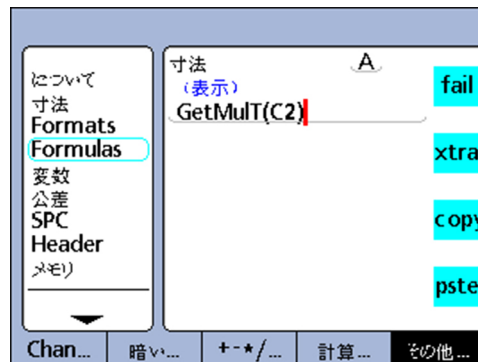 について
寸法
Formats
Formulas
変数
公差
SPC
Header
メモリ
寸法
A
(表示)
GetMulT(C2)
fail
xtra
copy
pste
Chan...
暗い...
+-*/...
計算...
その他...